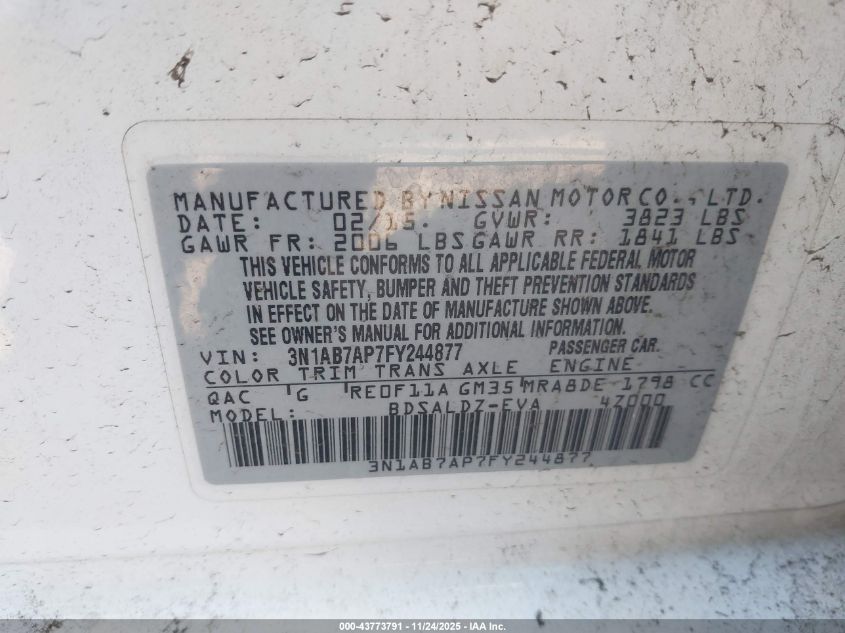 MANUFACTURED BY NISSAN MOTOR CO., LTD.
DATE: 02/15. GVWR: 3823 LBS
GAWR FR: 2006 LBS GAWR RR: 1841 LBS
THIS VEHICLE CONFORMS TO ALL APPLICABLE FEDERAL MOTOR
VEHICLE SAFETY, BUMPER AND THEFT PREVENTION STANDARDS
IN EFFECT ON THE DATE OF MANUFACTURE SHOWN ABOVE.
SEE OWNER'S MANUAL FOR ADDITIONAL INFORMATION.
VIN: 3N1AB7AP7FY244877 PASSENGER CAR.
COLOR TRIM TRANS AXLE ENGINE
QAC G RE0F11A GM35 MRA8DE 1798 CC
MODEL: BDSALDZ-EVA 4Z000
3N1AB7AP7FY244877
000-43773791 - 11/24/2025 - IAA Inc.